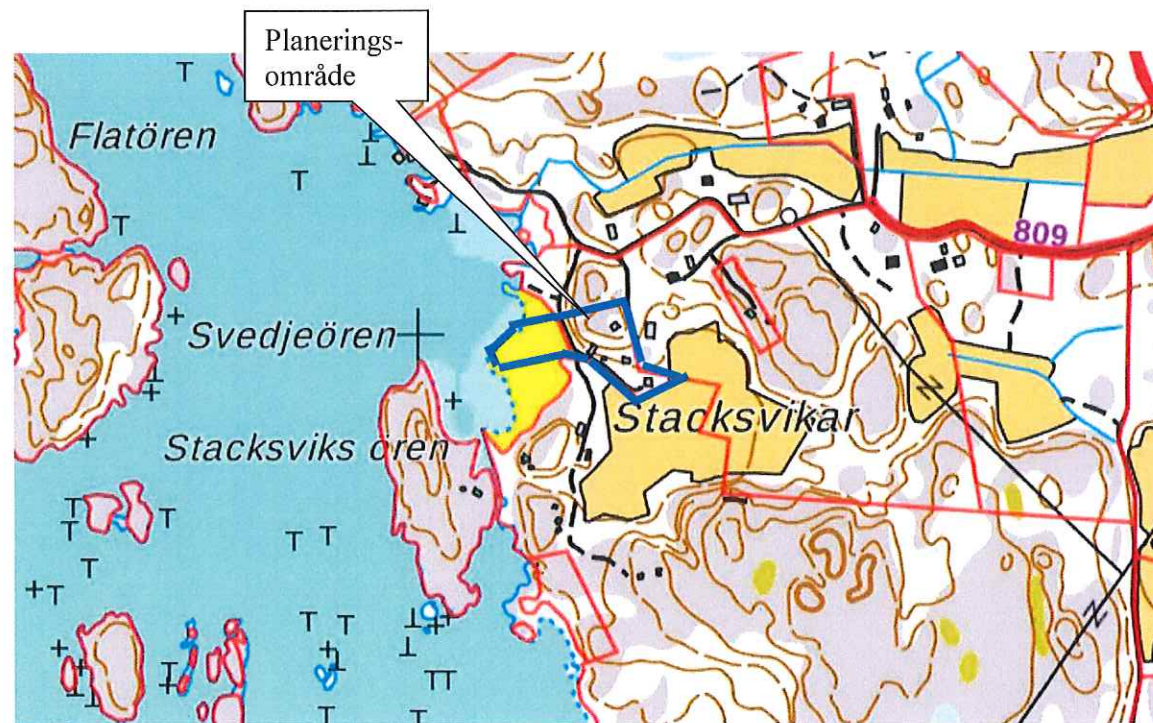 Planerings-
område
Flatören
809
Svedjeören
Stacksvikar
Stacksviks ören